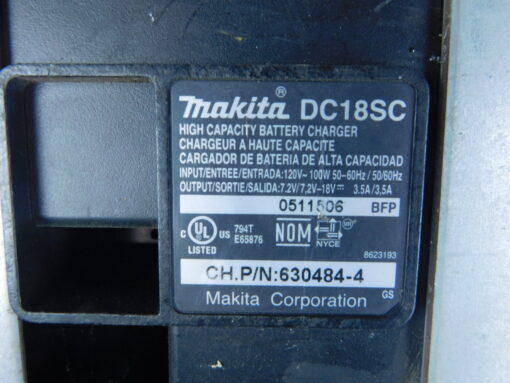 makita® DC18SC
HIGH CAPACITY BATTERY CHARGER
CHARGEUR A HAUTE CAPACITE
CARGADOR DE BATERIA DE ALTA CAPACIDAD
INPUT/ENTREE/ENTRADA:120V~ 100W 50-60Hz / 50/60Hz
OUTPUT/SORTIE/SALIDA:7.2V/7,2V-18V⎓ 3.5A/3,5A
0511506 BFP
C UL® US 794T
E65876
LISTED
NOM
NYCE
8623193
CH.P/N:630484-4
Makita Corporation GS